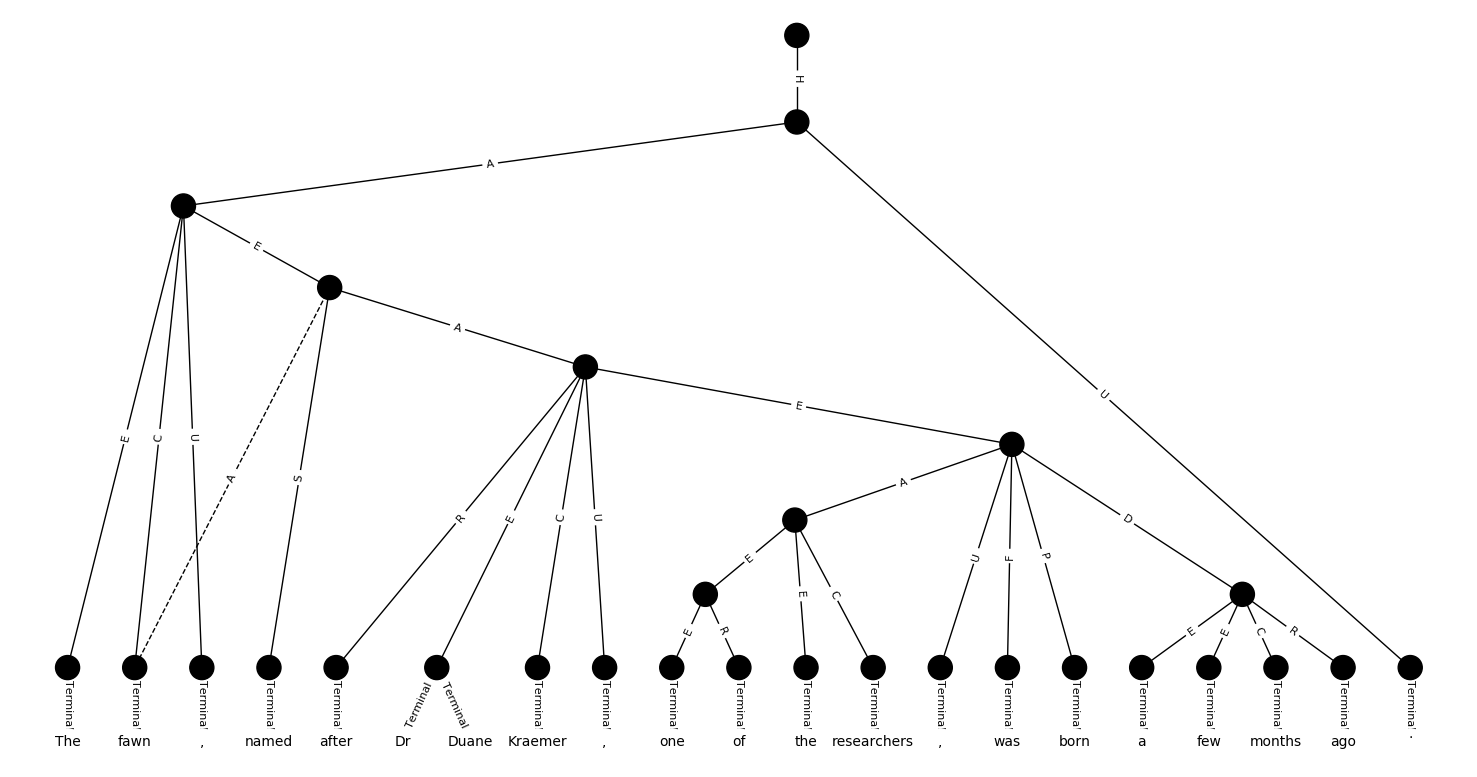 H
A
E
A
E
E
C
U
A
S
A
U
R
E
C
U
D
E
E
C
U
F
P
E
R
E
E
C
R
Terminal Terminal Terminal Terminal Terminal Terminal Terminal Terminal Terminal Terminal Terminal Terminal Terminal Terminal Terminal Terminal Terminal Terminal Terminal Terminal Terminal
The fawn , named after Dr Duane Kraemer , one of the researchers , was born a few months ago .